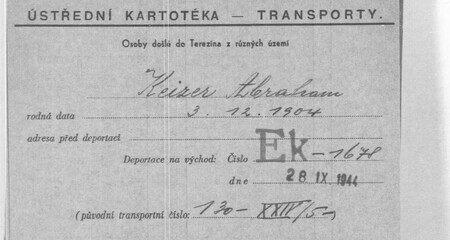 ÚSTŘEDNÍ KARTOTÉKA — TRANSPORTY.
Osoby došlé do Terezína z různých území
Keizer Abraham
rodná data 3. 12. 1904
adresa před deportací
Deportace na východ: Číslo Ek - 1678
dne 28 IX. 1944
(původní transportní číslo: 130 - XXIV/5 -)